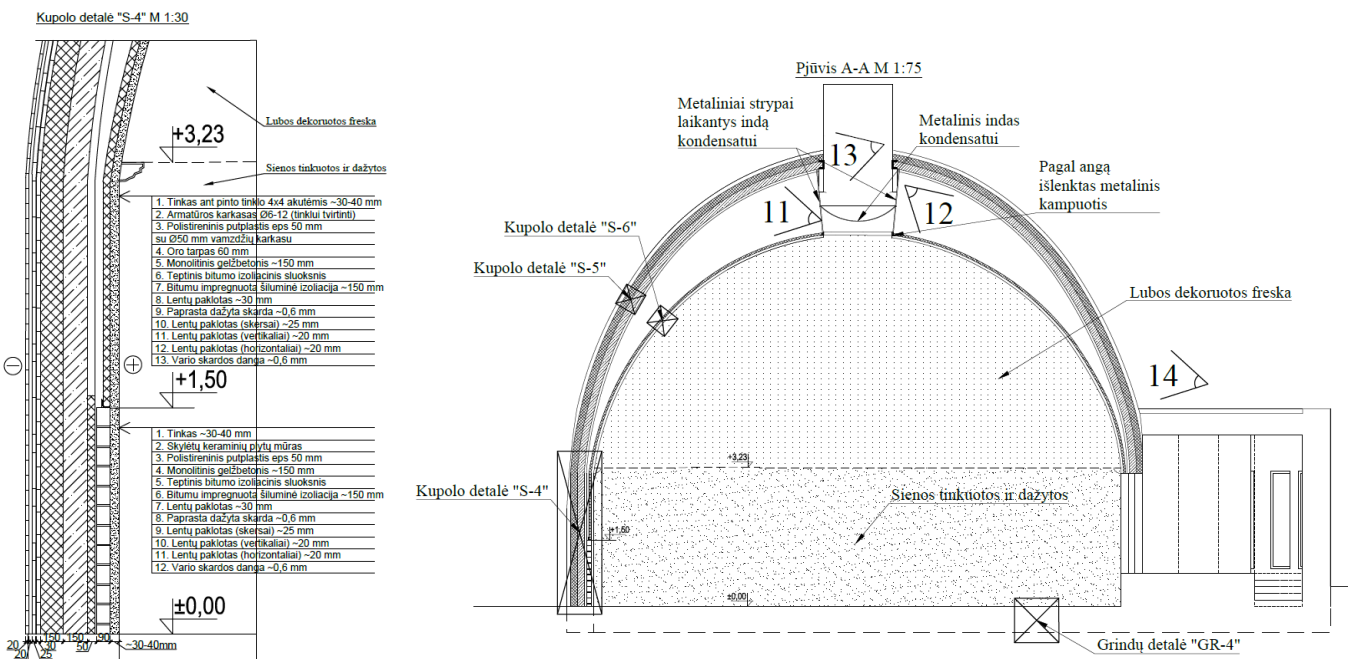 Kupolo detalė "S-4" M 1:30
Lubos dekoruotos freska
+3,23
Sienos tinkuotos ir dažytos
1. Tinkas ant pinto tinklo 4x4 akutėmis ~30-40 mm
2. Armatūros karkasas Ø6-12 (tinklui tvirtinti)
3. Polistireninis putplastis eps 50 mm
su Ø50 mm vamzdžių karkasu
4. Oro tarpas 60 mm
5. Monolitinis gelžbetonis ~150 mm
6. Teptinis bitumo izoliacinis sluoksnis
7. Bitumu impregnuota šiluminė izoliacija ~150 mm
8. Lentų paklotas ~30 mm
9. Paprasta dažyta skarda ~0,6 mm
10. Lentų paklotas (skersai) ~25 mm
11. Lentų paklotas (vertikaliai) ~20 mm
12. Lentų paklotas (horizontaliai) ~20 mm
13. Vario skardos danga ~0,6 mm
+1,50
1. Tinkas ~30-40 mm
2. Skylėtų keraminių plytų mūras
3. Polistireninis putplastis eps 50 mm
4. Monolitinis gelžbetonis ~150 mm
5. Teptinis bitumo izoliacinis sluoksnis
6. Bitumu impregnuota šiluminė izoliacija ~150 mm
7. Lentų paklotas ~30 mm
8. Paprasta dažyta skarda ~0,6 mm
9. Lentų paklotas (skersai) ~25 mm
10. Lentų paklotas (vertikaliai) ~20 mm
11. Lentų paklotas (horizontaliai) ~20 mm
12. Vario skardos danga ~0,6 mm
±0,00
20 30 150 150 50 90 ~30-40mm
20 25
Pjūvis A-A M 1:75
Metaliniai strypai
laikantys indą
kondensatui
Metalinis indas
kondensatui
Pagal angą
išlenktas metalinis
kampuotis
13
11
12
14
Kupolo detalė "S-6"
Kupolo detalė "S-5"
Lubos dekoruotos freska
+3,23
Kupolo detalė "S-4"
Sienos tinkuotos ir dažytos
+1,50
±0,00
Grindų detalė "GR-4"